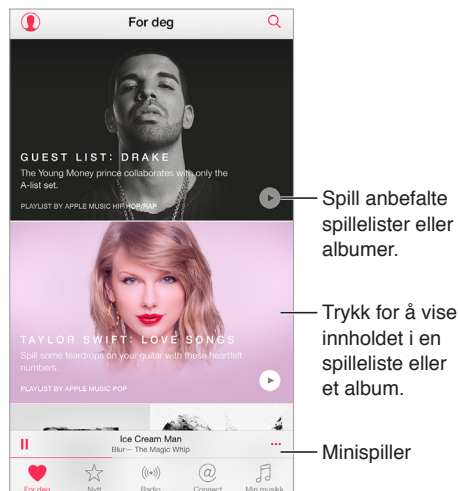 For deg
GUEST LIST: DRAKE
The Young Money prince collaborates with only the
A-list set.
PLAYLIST BY APPLE MUSIC HIP HOP/RAP
Spill anbefalte
spillelister eller
albumer.
TAYLOR SWIFT: LOVE SONGS
Spill some teardrops on your guitar with these heartfelt
numbers.
PLAYLIST BY APPLE MUSIC POP
Trykk for å vise
innholdet i en
spilleliste eller
et album.
Ice Cream Man
Blur— The Magic Whip
Minispiller
For deg
Nytt
Radio
Connect
Min musikk